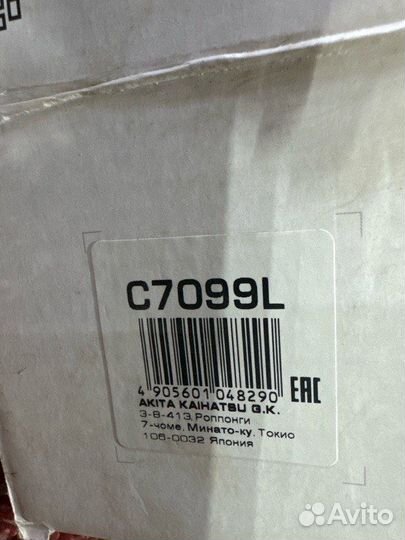 C7099L
4 905601 048290 EAC
AKITA KAIHATSU G.K.
3-8-413, Роппонги
7-чоме, Минато-ку, Токио
106-0032 Япония
Avito